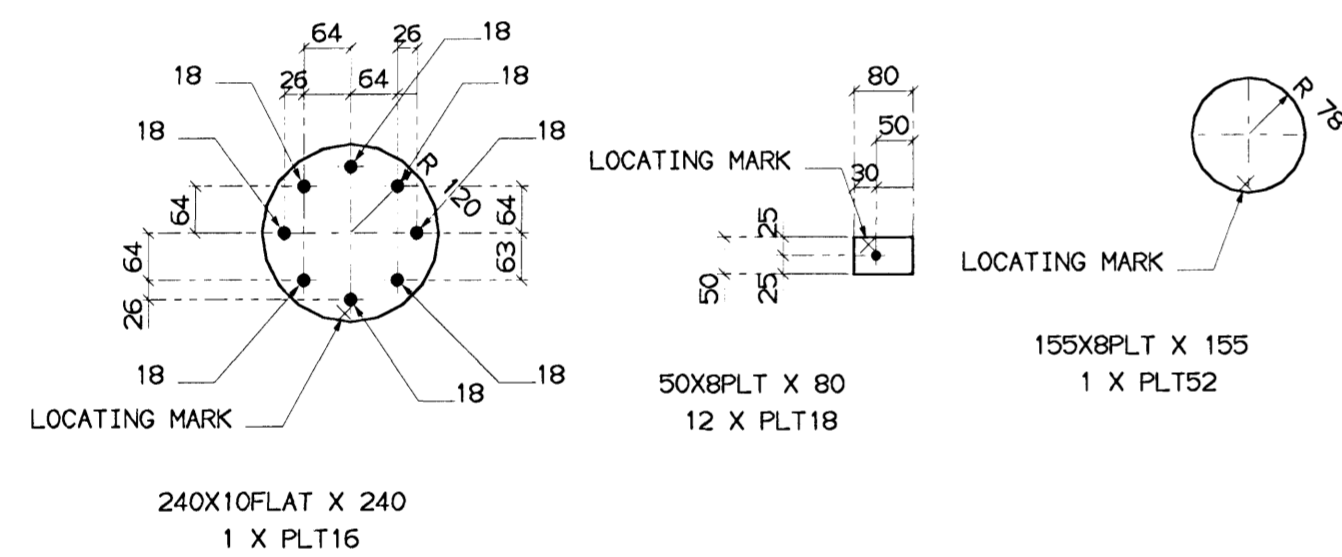 64
26
18
18
18
26
64
18
18
18
R 120
64
64
64
63
26
18
18
18
LOCATING MARK
240X10FLAT X 240
1 X PLT16
80
50
LOCATING MARK
30
25
50
25
50X8PLT X 80
12 X PLT18
R 78
LOCATING MARK
155X8PLT X 155
1 X PLT52